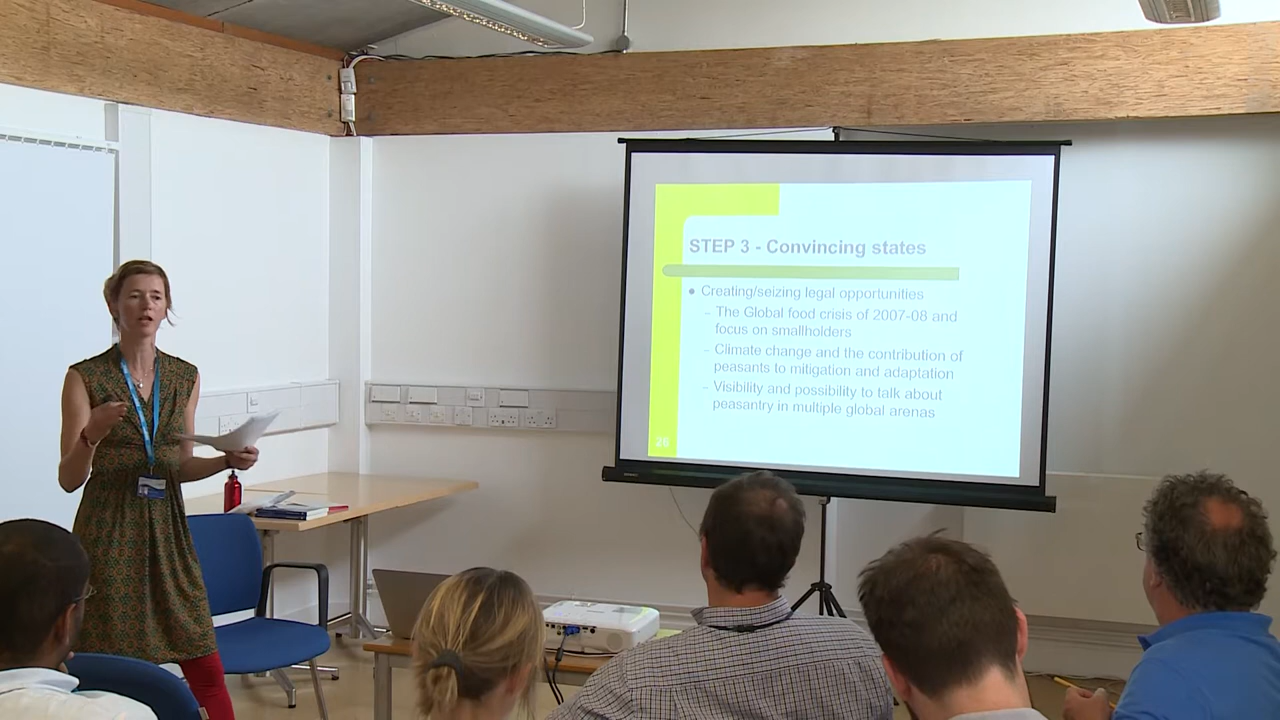 STEP 3 - Convincing states
● Creating/seizing legal opportunities
– The Global food crisis of 2007-08 and
focus on smallholders
– Climate change and the contribution of
peasants to mitigation and adaptation
– Visibility and possibility to talk about
peasantry in multiple global arenas
26